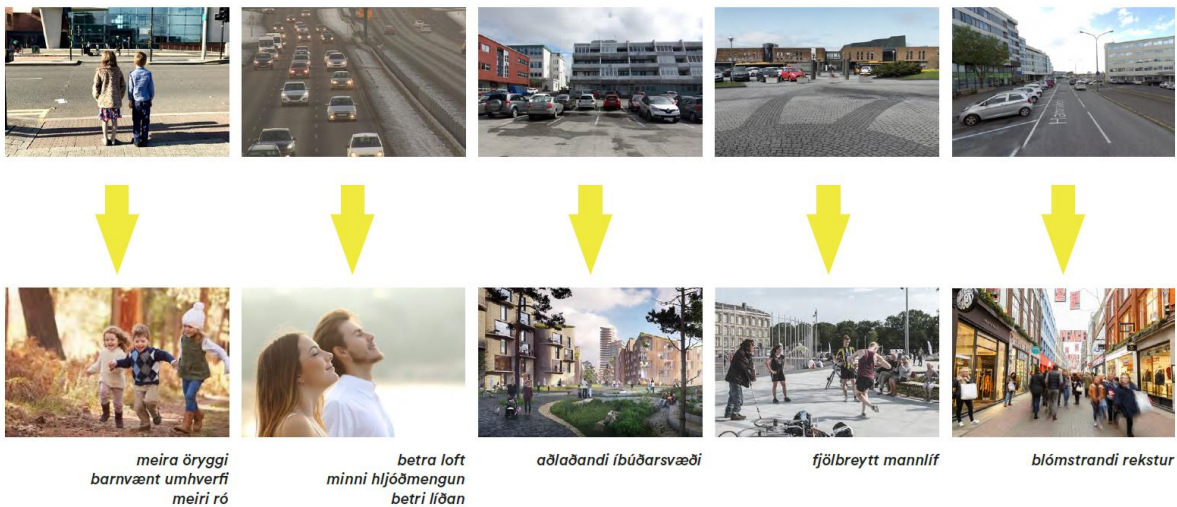 meira öryggi
barnvænt umhverfi
meiri ró
betra loft
minni hljóðmengun
betri líðan
aðlaðandi íbúðarsvæði
fjölbreytt mannlíf
blómstrandi rekstur